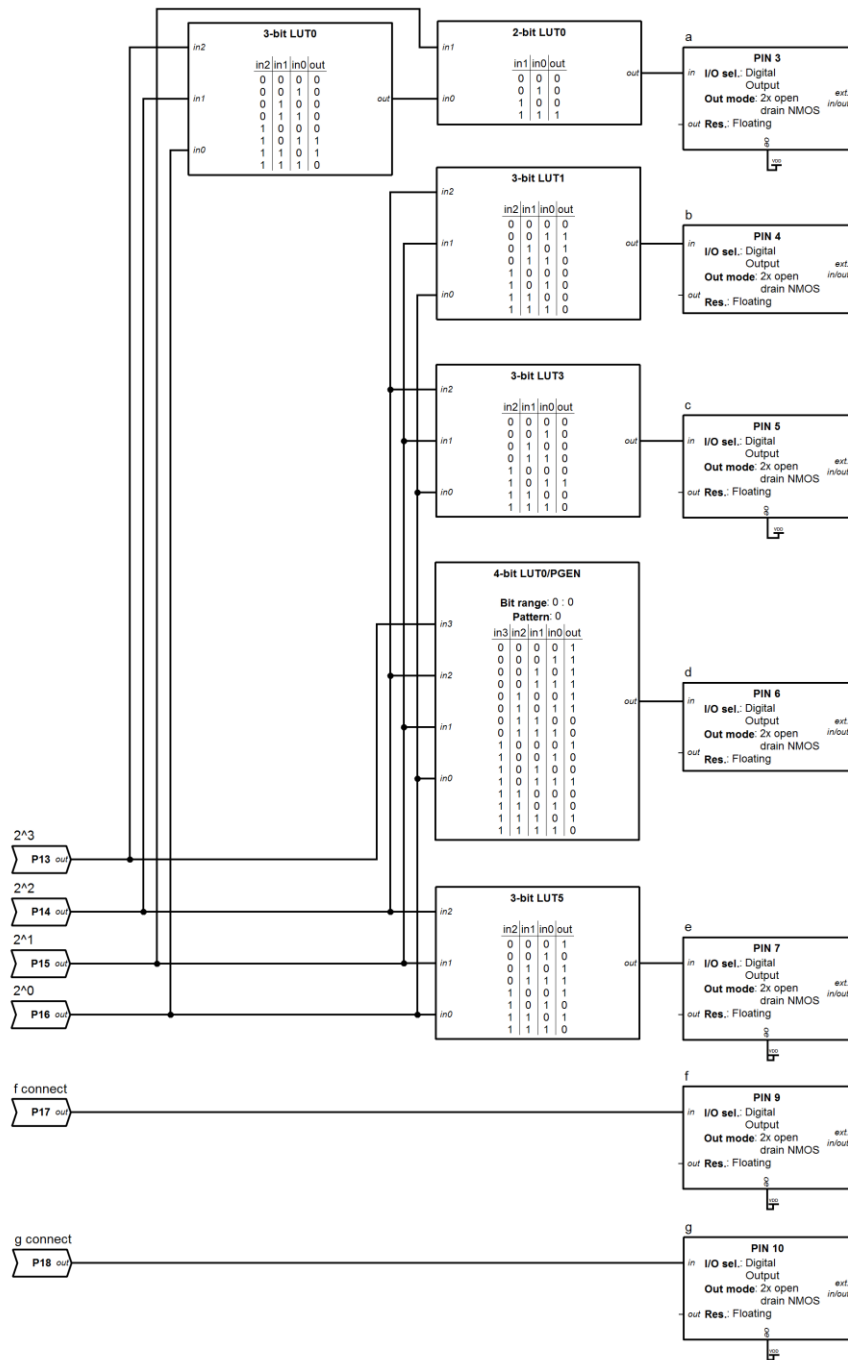 3-bit LUT0
in2 in1 in0 out
0 0 0 0
0 0 1 0
0 1 0 0
0 1 1 0
1 0 0 0
1 0 1 1
1 1 0 1
1 1 1 0
in2
in1
in0
out
2-bit LUT0
in1 in0 out
0 0 0
0 1 0
1 0 0
1 1 1
in1
in0
out
a
PIN 3
in I/O sel.: Digital
Output
Out mode: 2x open
drain NMOS
out Res.: Floating
ext.
in/out
OE
VDD
3-bit LUT1
in2 in1 in0 out
0 0 0 0
0 0 1 1
0 1 0 1
0 1 1 0
1 0 0 0
1 0 1 0
1 1 0 0
1 1 1 0
in2
in1
in0
out
b
PIN 4
in I/O sel.: Digital
Output
Out mode: 2x open
drain NMOS
out
Res.: Floating
ext.
in/out
3-bit LUT3
in2 in1 in0 out
0 0 0 0
0 0 1 0
0 1 0 0
0 1 1 0
1 0 0 0
1 0 1 1
1 1 0 0
1 1 1 0
in2
in1
in0
out
c
PIN 5
in I/O sel.: Digital
Output
Out mode: 2x open
drain NMOS
out Res.: Floating
ext.
in/out
OE
VDD
4-bit LUT0/PGEN
Bit range: 0 : 0
Pattern: 0
in3 in2 in1 in0 out
0 0 0 0 1
0 0 0 1 1
0 0 1 0 1
0 0 1 1 1
0 1 0 0 1
0 1 0 1 1
0 1 1 0 0
0 1 1 1 0
1 0 0 0 1
1 0 0 1 0
1 0 1 0 1
1 0 1 1 0
1 1 0 0 0
1 1 0 1 0
1 1 1 0 1
1 1 1 1 0
in3
in2
in1
in0
out
d
PIN 6
in I/O sel.: Digital
Output
Out mode: 2x open
drain NMOS
out
Res.: Floating
ext.
in/out
2^3
P13 out
2^2
P14 out
2^1
P15 out
2^0
P16 out
3-bit LUT5
in2 in1 in0 out
0 0 0 1
0 0 1 0
0 1 0 1
0 1 1 1
1 0 0 1
1 0 1 0
1 1 0 1
1 1 1 0
in2
in1
in0
out
e
PIN 7
in I/O sel.: Digital
Output
Out mode: 2x open
drain NMOS
out Res.: Floating
ext.
in/out
OE
VDD
f connect
P17 out
f
PIN 9
in I/O sel.: Digital
Output
Out mode: 2x open
drain NMOS
out Res.: Floating
ext.
in/out
OE
VDD
g connect
P18 out
g
PIN 10
in I/O sel.: Digital
Output
Out mode: 2x open
drain NMOS
out Res.: Floating
ext.
in/out
OE
VDD